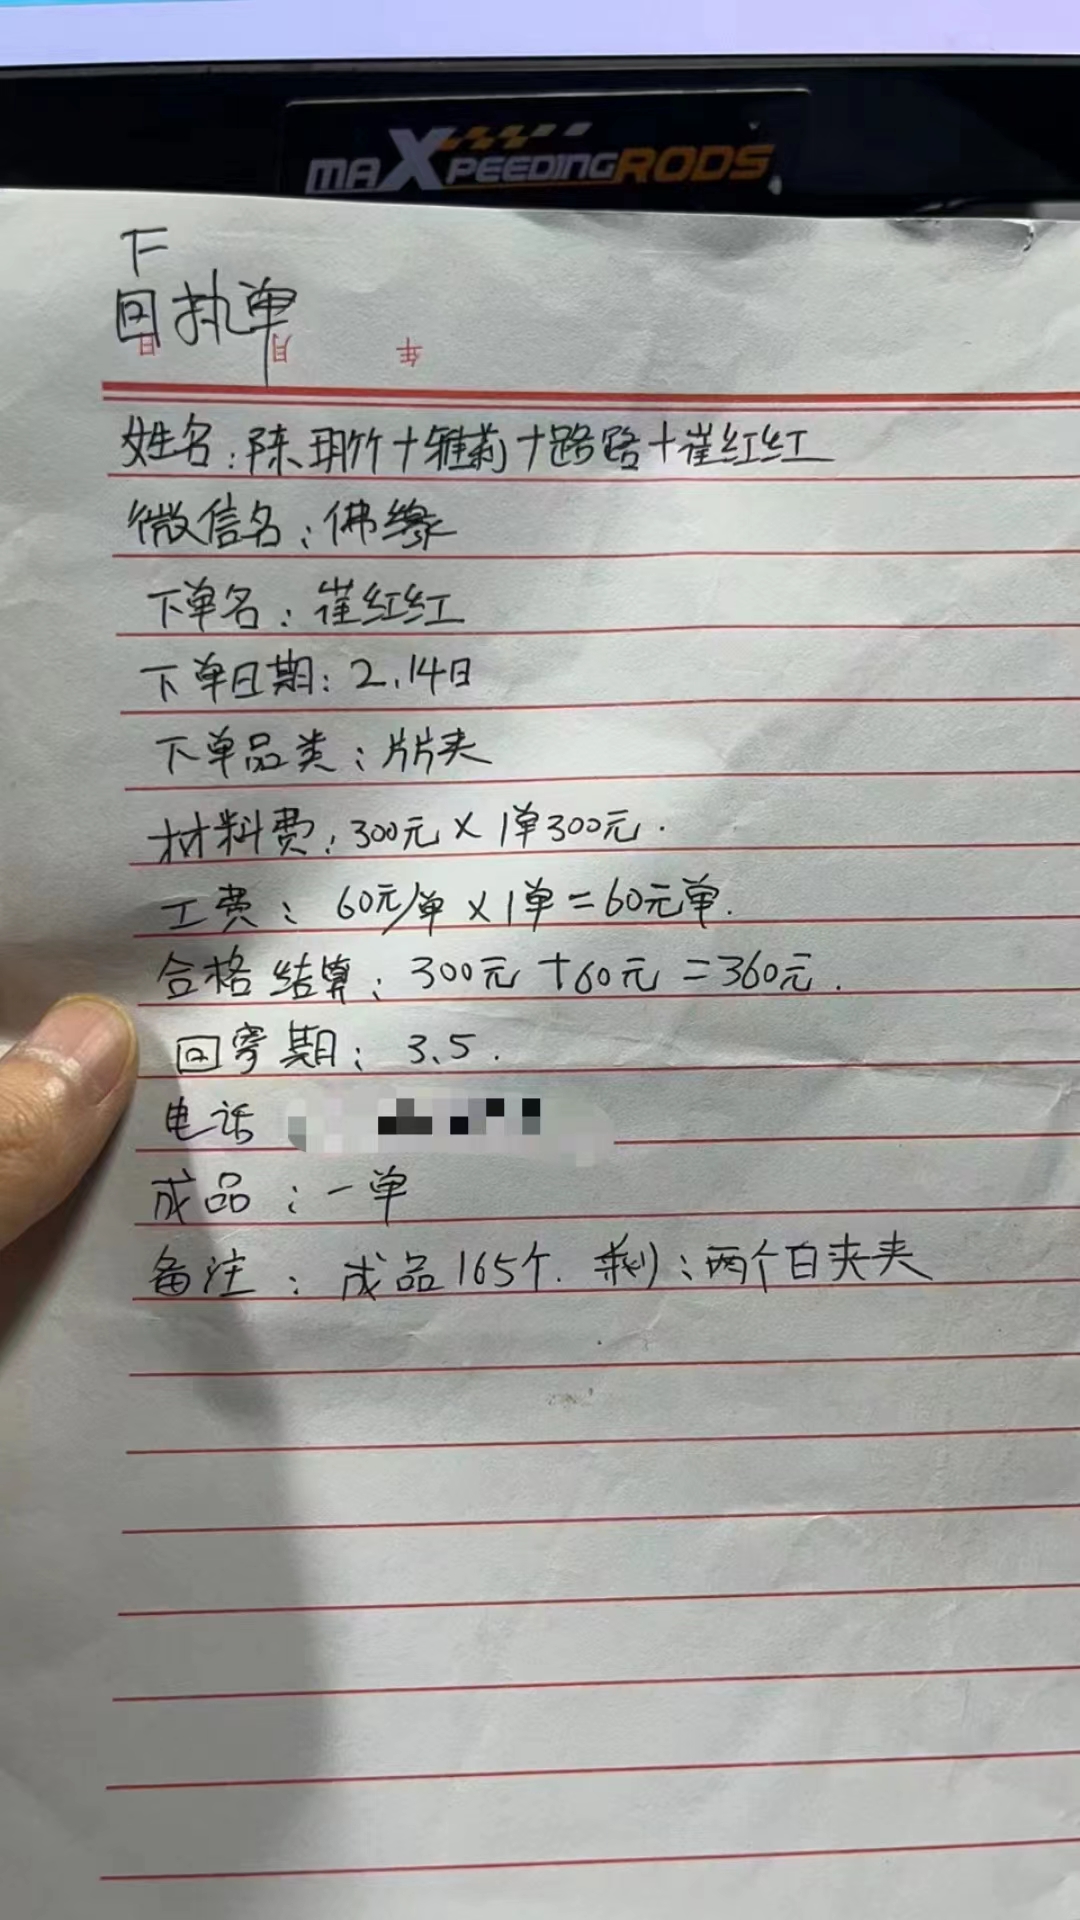 MAXPEEDINGRODS
下
回执单
日 月 年
姓名:陈玥竹+雅莉+路路+崔红红
微信名:佛缘
下单名:崔红红
下单日期:2.14日
下单品类:片片夹
材料费:300元×1单300元.
工费:60元/单×1单=60元单.
合格结算:300元+60元=360元.
回寄期:3.5.
电话
成品:一单
备注:成品165个.剩:两个白夹夹